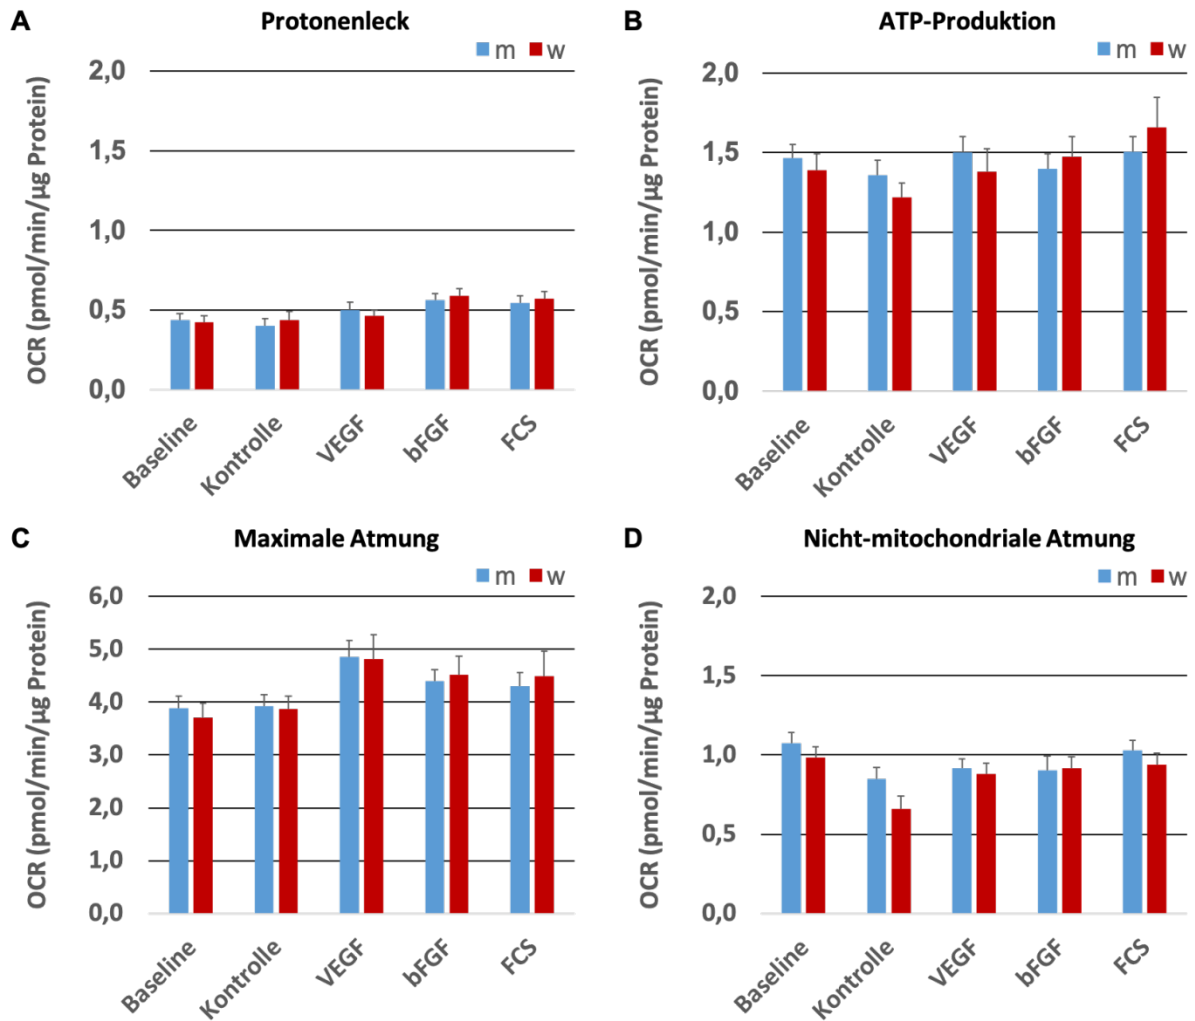 A
Protonenleck
m w
OCR (pmol/min/µg Protein)
2,0
1,5
1,0
0,5
0,0
Baseline
Kontrolle
VEGF
bFGF
FCS
B
ATP-Produktion
m w
OCR (pmol/min/µg Protein)
2,0
1,5
1,0
0,5
0,0
Baseline
Kontrolle
VEGF
bFGF
FCS
C
Maximale Atmung
m w
OCR (pmol/min/µg Protein)
6,0
5,0
4,0
3,0
2,0
1,0
0,0
Baseline
Kontrolle
VEGF
bFGF
FCS
D
Nicht-mitochondriale Atmung
m w
OCR (pmol/min/µg Protein)
2,0
1,5
1,0
0,5
0,0
Baseline
Kontrolle
VEGF
bFGF
FCS